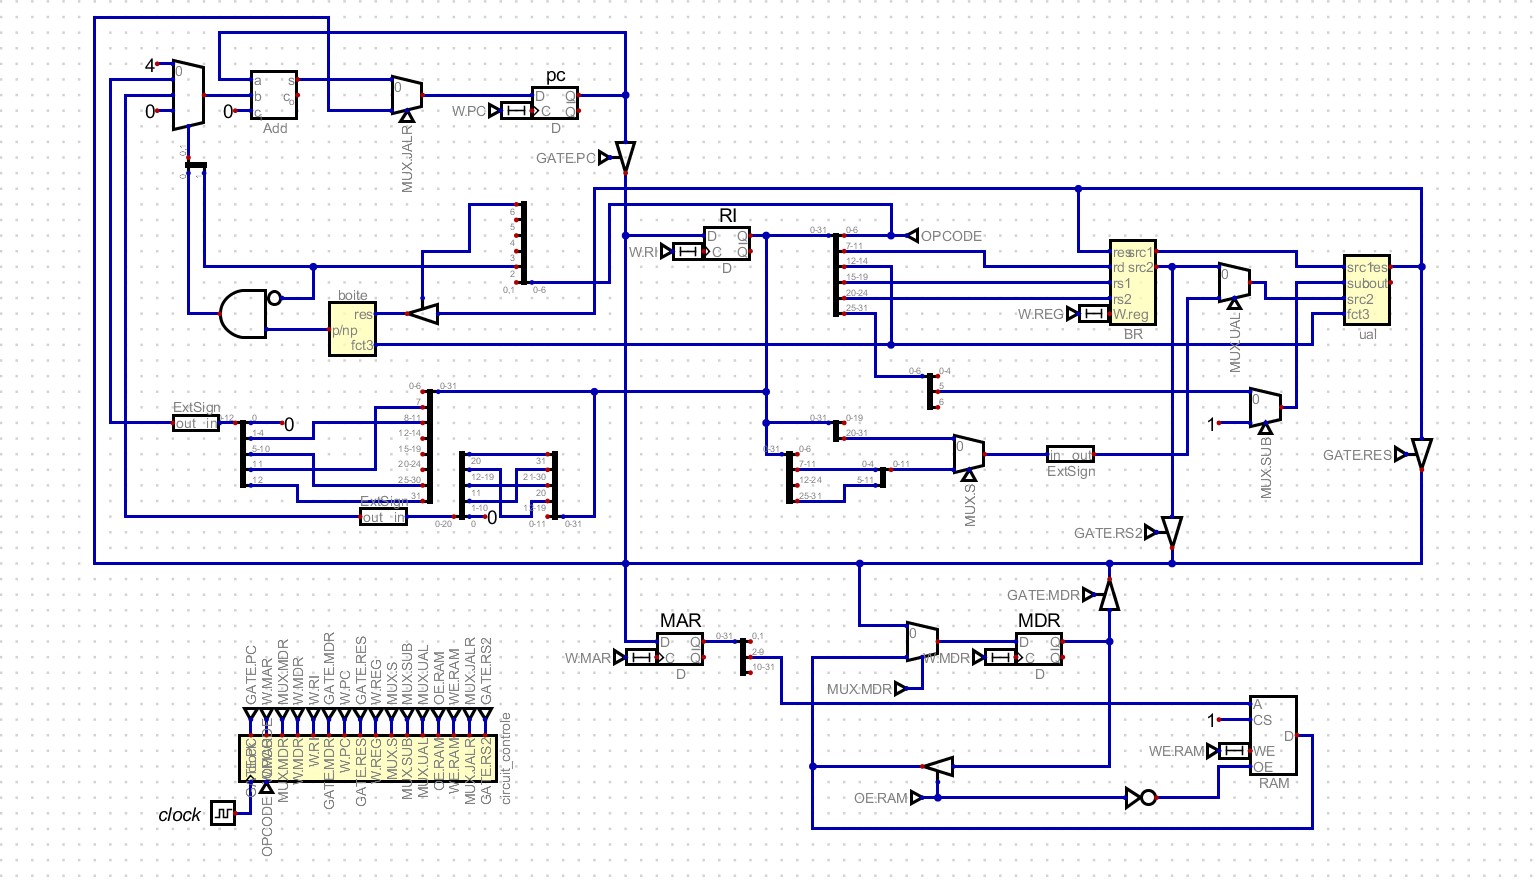 pc
4
0
0
0
a
b
c
s
c
o
Add
0
D
C
Q
Q
D
W.PC
MUX.JALR
GATE.PC
0,1
0
1
6
5
4
3
2
0,1
0-6
RI
W.RI
D
C
Q
Q
D
0-31
0-6
7-11
12-14
15-19
20-24
25-31
OPCODE
res
src1
rd
src2
rs1
rs2
W.reg
BR
W.REG
0
MUX.UAL
src1
res
sub
out
src2
fct3
ual
boite
res
p/np
fct3
0-6
0-4
5
6
0
1
MUX.SUB
GATE.RES
ExtSign
out
in
0
1-4
5-10
11
12
0
0-6
0-31
7
8-11
12-14
15-19
20-24
25-30
31
ExtSign
out
in
0-20
20
12-19
11
1-10
0
0
31
21-30
20
12-19
0-11
0-31
0-31
0-19
20-31
0-31
0-6
7-11
12-24
25-31
0-4
5-11
0-11
MUX.S
in
out
ExtSign
GATE.RS2
GATE.MDR
MAR
W.MAR
D
C
Q
Q
D
0-31
0,1
2-9
10-31
0
MDR
W.MDR
D
C
Q
Q
D
MUX.MDR
A
CS
WE
OE
D
RAM
1
WE.RAM
OE.RAM
GATE.PC
W.MAR
MUX.MDR
W.MDR
W.RI
GATE.MDR
W.PC
GATE.RES
W.REG
MUX.S
MUX.SUB
MUX.UAL
OE.RAM
WE.RAM
MUX.JALR
GATE.RS2
MUX.MDR
W.MDR
W.RI
GATE.MDR
W.PC
GATE.RES
W.REG
MUX.S
MUX.SUB
MUX.UAL
OE.RAM
WE.RAM
MUX.JALR
GATE.RS2
circuit_controle
clock
OPCODE